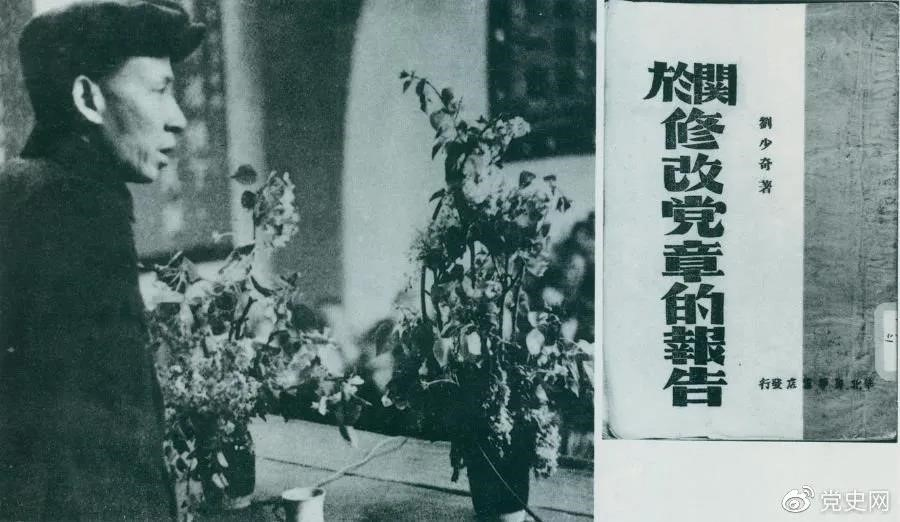 關於修改党章的報告
劉少奇著
華北新華書店發行
党史网